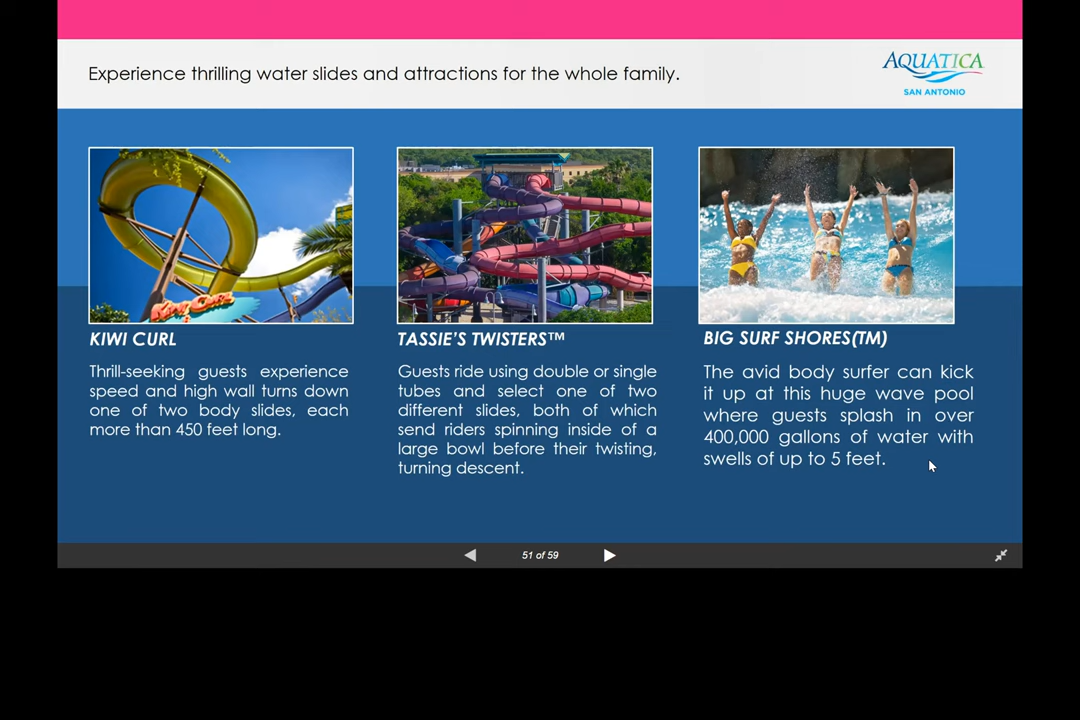 Experience thrilling water slides and attractions for the whole family.
AQUATICA
SAN ANTONIO
Kiwi Curl
KIWI CURL
Thrill-seeking guests experience
speed and high wall turns down
one of two body slides, each
more than 450 feet long.
TASSIE'S TWISTERS™
Guests ride using double or single
tubes and select one of two
different slides, both of which
send riders spinning inside of a
large bowl before their twisting,
turning descent.
BIG SURF SHORES(TM)
The avid body surfer can kick
it up at this huge wave pool
where guests splash in over
400,000 gallons of water with
swells of up to 5 feet.
51 of 59